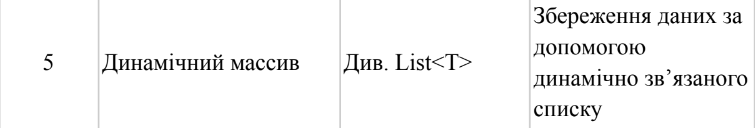 5
Динамічний массив
Див. List<T>
Збереження даних за
допомогою
динамічно зв’язаного
списку